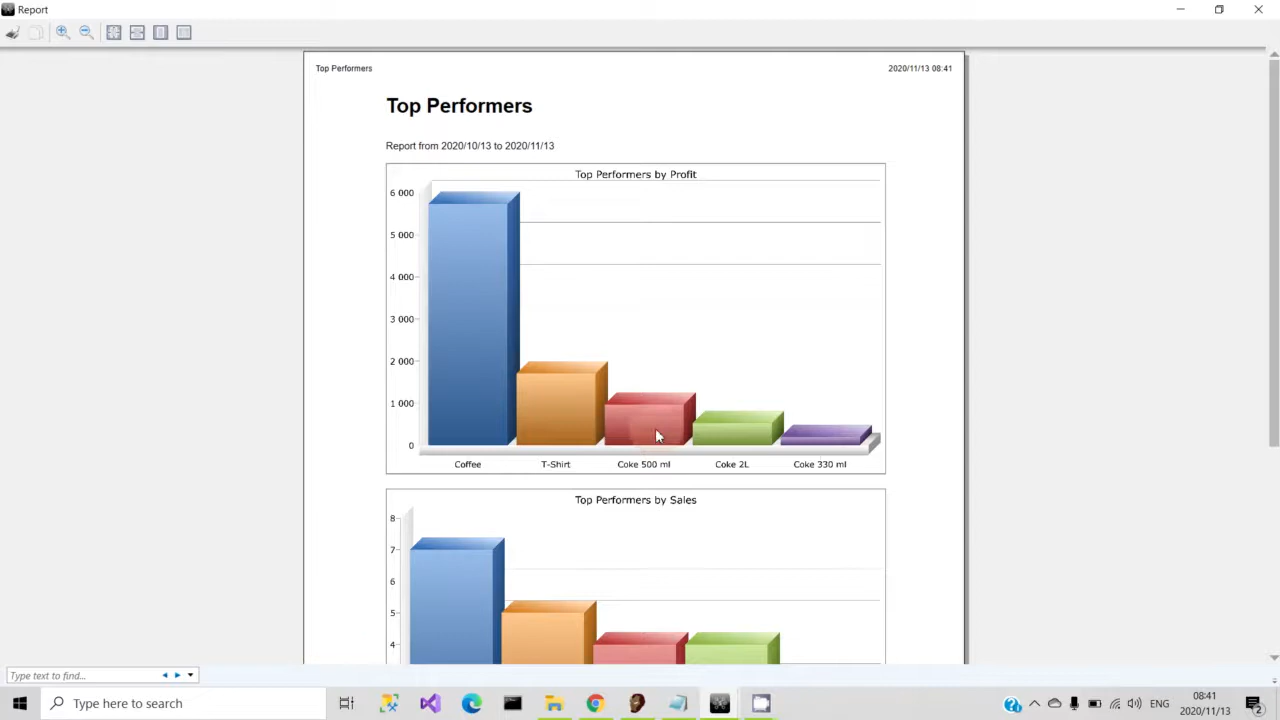 Report
Top Performers
2020/11/13 08:41
Top Performers
Report from 2020/10/13 to 2020/11/13
Top Performers by Profit
6 000
5 000
4 000
3 000
2 000
1 000
0
Coffee
T-Shirt
Coke 500 ml
Coke 2L
Coke 330 ml
Top Performers by Sales
8
7
6
5
4
Type text to find...
Type here to search
ENG
08:41
2020/11/13
2